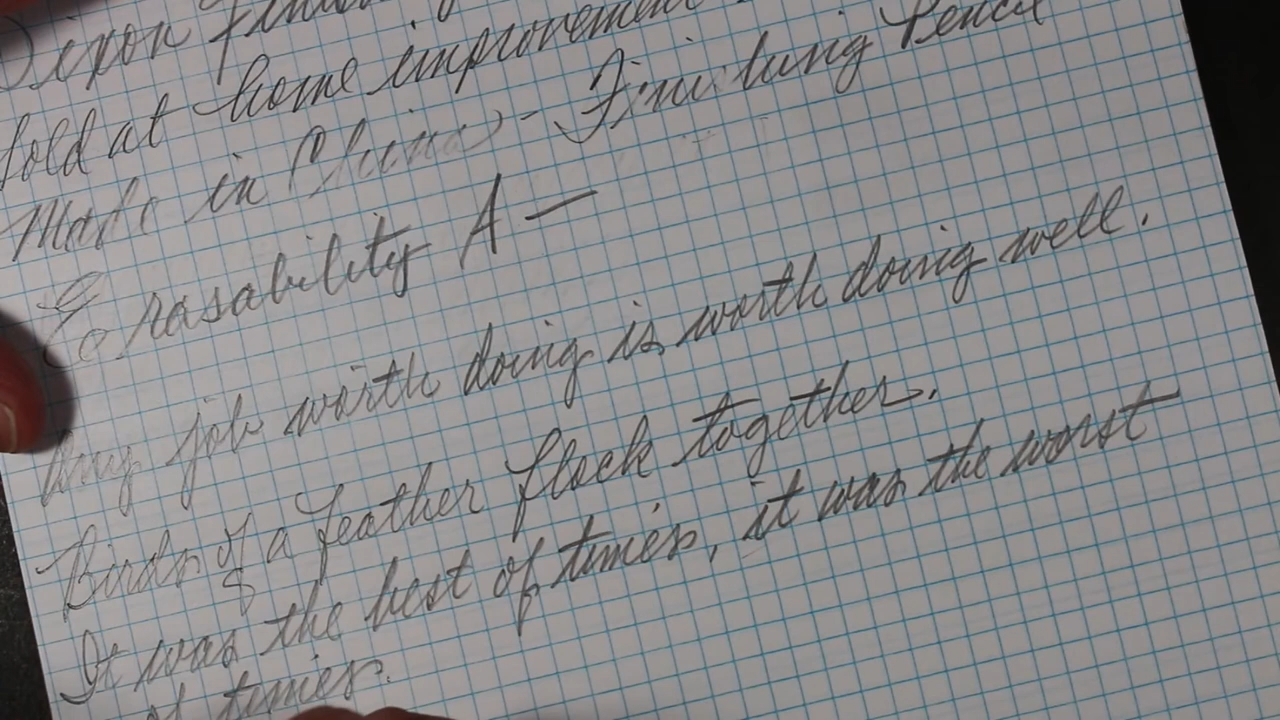 Dixon
Sold at home improvement
Made in China - Finishing Pencil
Erasability A -
Any job worth doing is worth doing well.
Birds of a feather flock together.
It was the best of times, it was the worst
of times.